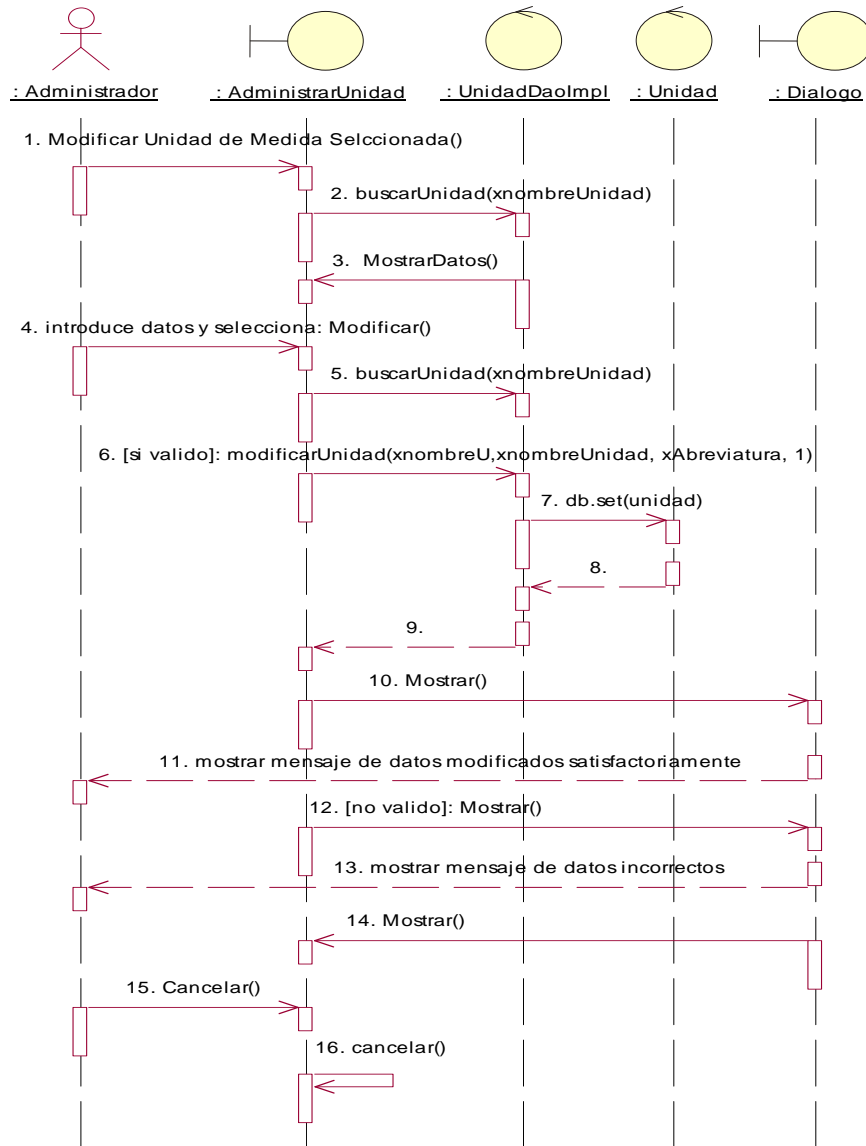 : Administrador
: AdministrarUnidad
: UnidadDaoImpl
: Unidad
: Dialogo
1. Modificar Unidad de Medida Selccionada()
2. buscarUnidad(xnombreUnidad)
3. MostrarDatos()
4. introduce datos y selecciona: Modificar()
5. buscarUnidad(xnombreUnidad)
6. [si valido]: modificarUnidad(xnombreU,xnombreUnidad, xAbreviatura, 1)
7. db.set(unidad)
8.
9.
10. Mostrar()
11. mostrar mensaje de datos modificados satisfactoriamente
12. [no valido]: Mostrar()
13. mostrar mensaje de datos incorrectos
14. Mostrar()
15. Cancelar()
16. cancelar()